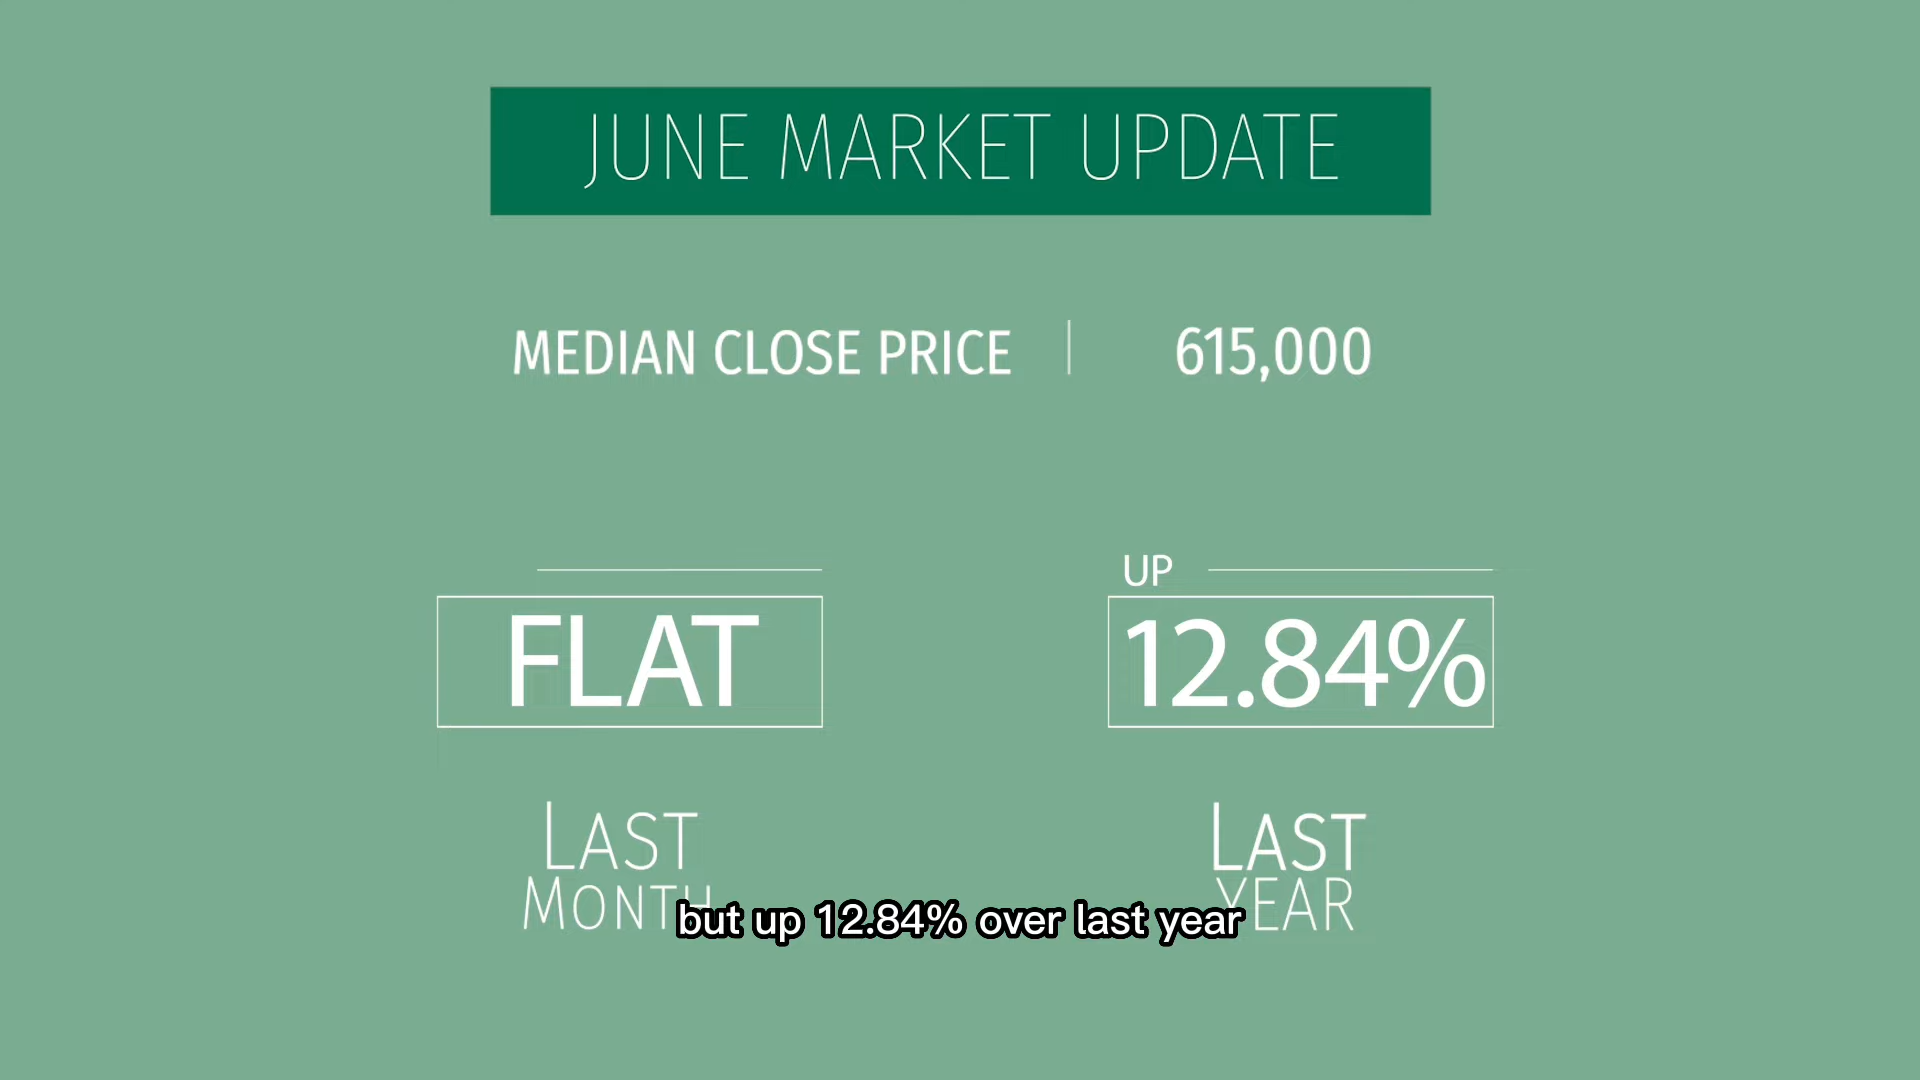 JUNE MARKET UPDATE
MEDIAN CLOSE PRICE | 615,000
FLAT
LAST
MONTH
UP
12.84%
LAST
YEAR
but up 12.84% over last year